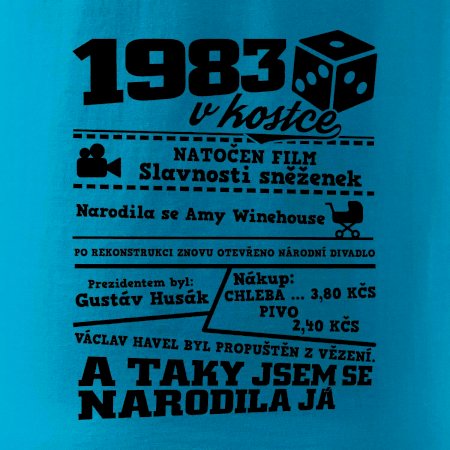 1983
v kostce
NATOČEN FILM
Slavnosti sněženek
Narodila se Amy Winehouse
PO REKONSTRUKCI ZNOVU OTEVŘENO NÁRODNÍ DIVADLO
Prezidentem byl:
Gustáv Husák
Nákup:
CHLEBA ... 3,80 KČS
PIVO
2,40 KČS
VÁCLAV HAVEL BYL PROPUŠTĚN Z VĚZENÍ.
A TAKY JSEM SE
NARODILA JÁ